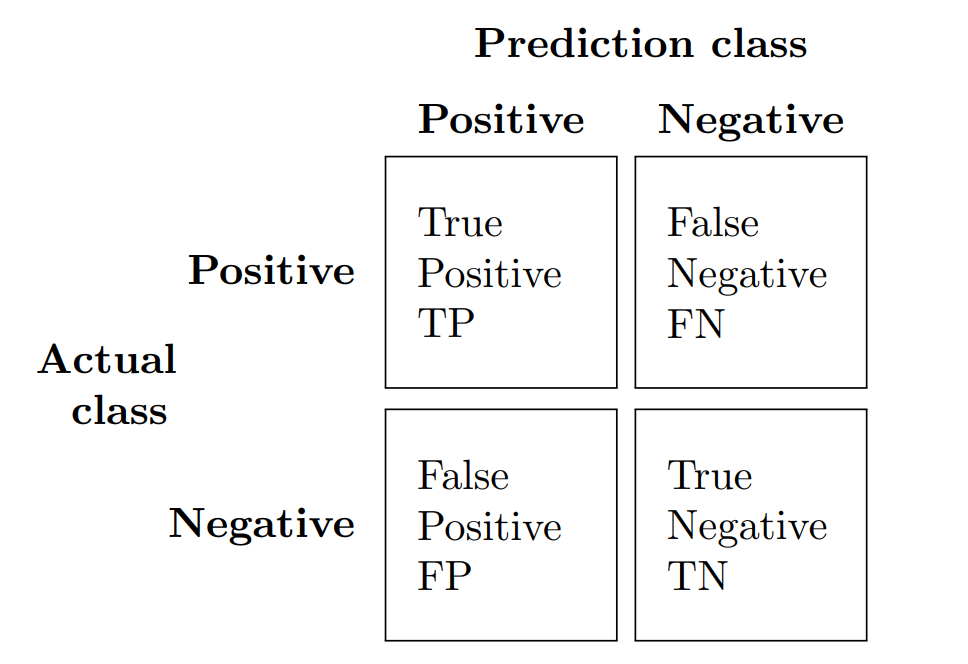 Prediction class
Positive Negative
True
Positive
TP
False
Negative
FN
Positive
Actual
class
False
Positive
FP
True
Negative
TN
Negative